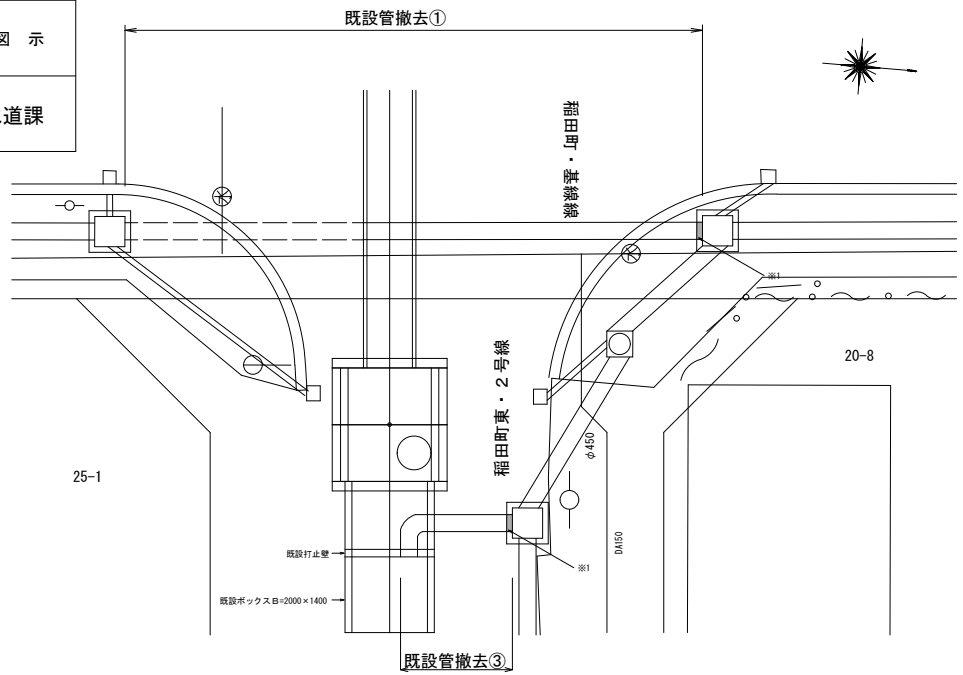 図 示
道課
既設管撤去①
稲田町・基線線
※1
20-8
稲田町東・2号線
25-1
φ450
DAI50
既設打止壁
※1
既設ボックスB=2000×1400
既設管撤去③